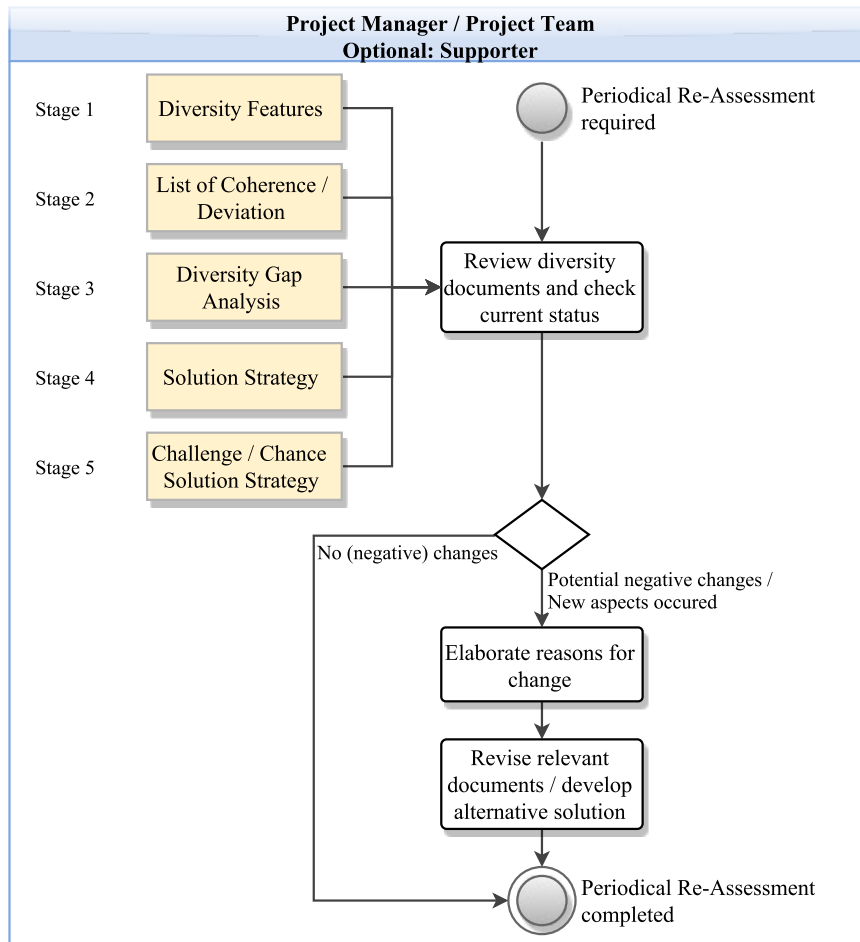 Project Manager / Project Team
Optional: Supporter
Stage 1
Diversity Features
Stage 2
List of Coherence /
Deviation
Stage 3
Diversity Gap
Analysis
Stage 4
Solution Strategy
Stage 5
Challenge / Chance
Solution Strategy
Periodical Re-Assessment
required
Review diversity
documents and check
current status
No (negative) changes
Potential negative changes /
New aspects occured
Elaborate reasons for
change
Revise relevant
documents / develop
alternative solution
Periodical Re-Assessment
completed